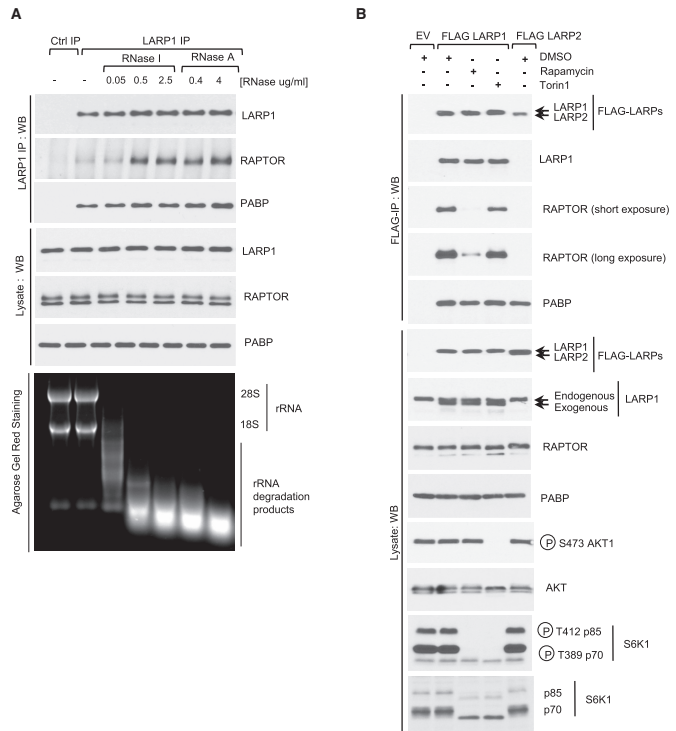 A
Ctrl IP
LARP1 IP
RNase I
RNase A
- - 0.05 0.5 2.5 0.4 4 [RNase ug/ml]
LARP1 IP : WB
LARP1
RAPTOR
PABP
Lysate : WB
LARP1
RAPTOR
PABP
Agarose Gel Red Staining
28S
18S
rRNA
rRNA
degradation
products
B
EV FLAG LARP1 FLAG LARP2
+ + - - + DMSO
- - + - - Rapamycin
- - - + - Torin1
FLAG-IP : WB
LARP1
LARP2
FLAG-LARPs
LARP1
RAPTOR (short exposure)
RAPTOR (long exposure)
PABP
Lysate: WB
LARP1
LARP2
FLAG-LARPs
Endogenous
Exogenous
LARP1
RAPTOR
PABP
P S473 AKT1
AKT
P T412 p85
P T389 p70
S6K1
p85
p70
S6K1